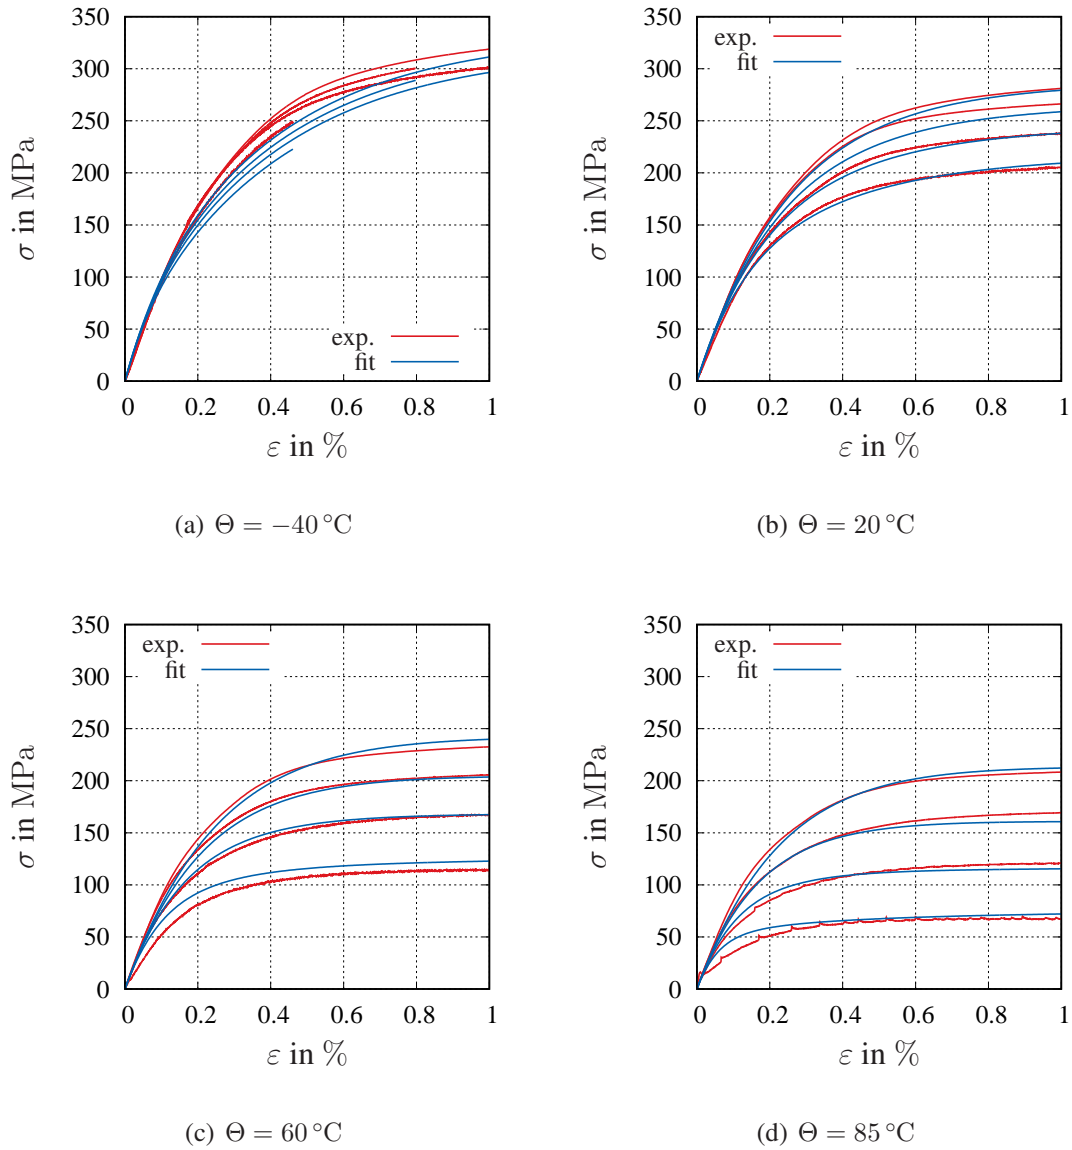 350
300
250
200
150
100
50
0
σ in MPa
exp.
fit
0 0.2 0.4 0.6 0.8 1
ε in %
(a) Θ = −40 °C
350
300
250
200
150
100
50
0
σ in MPa
exp.
fit
0 0.2 0.4 0.6 0.8 1
ε in %
(b) Θ = 20 °C
350
300
250
200
150
100
50
0
σ in MPa
exp.
fit
0 0.2 0.4 0.6 0.8 1
ε in %
(c) Θ = 60 °C
350
300
250
200
150
100
50
0
σ in MPa
exp.
fit
0 0.2 0.4 0.6 0.8 1
ε in %
(d) Θ = 85 °C